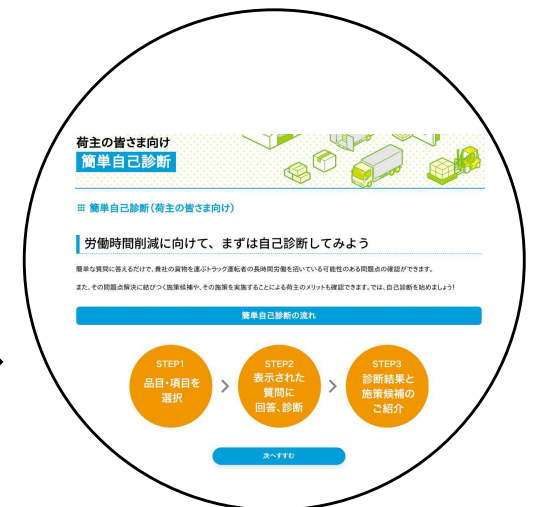 荷主の皆さま向け
簡単自己診断
簡単自己診断(荷主の皆さま向け)
労働時間削減に向けて、まずは自己診断してみよう
簡単な質問に答えるだけで、貴社の貨物を運ぶトラック運転者の長時間労働を招いている可能性のある問題点の確認ができます。
また、その問題点解決に結びつく施策候補や、その施策を実施することによる荷主のメリットも確認できます。では、自己診断を始めましょう!
簡単自己診断の流れ
STEP1
品目・項目を
選択
STEP2
表示された
質問に
回答、診断
STEP3
診断結果と
施策候補の
ご紹介
次へすすむ